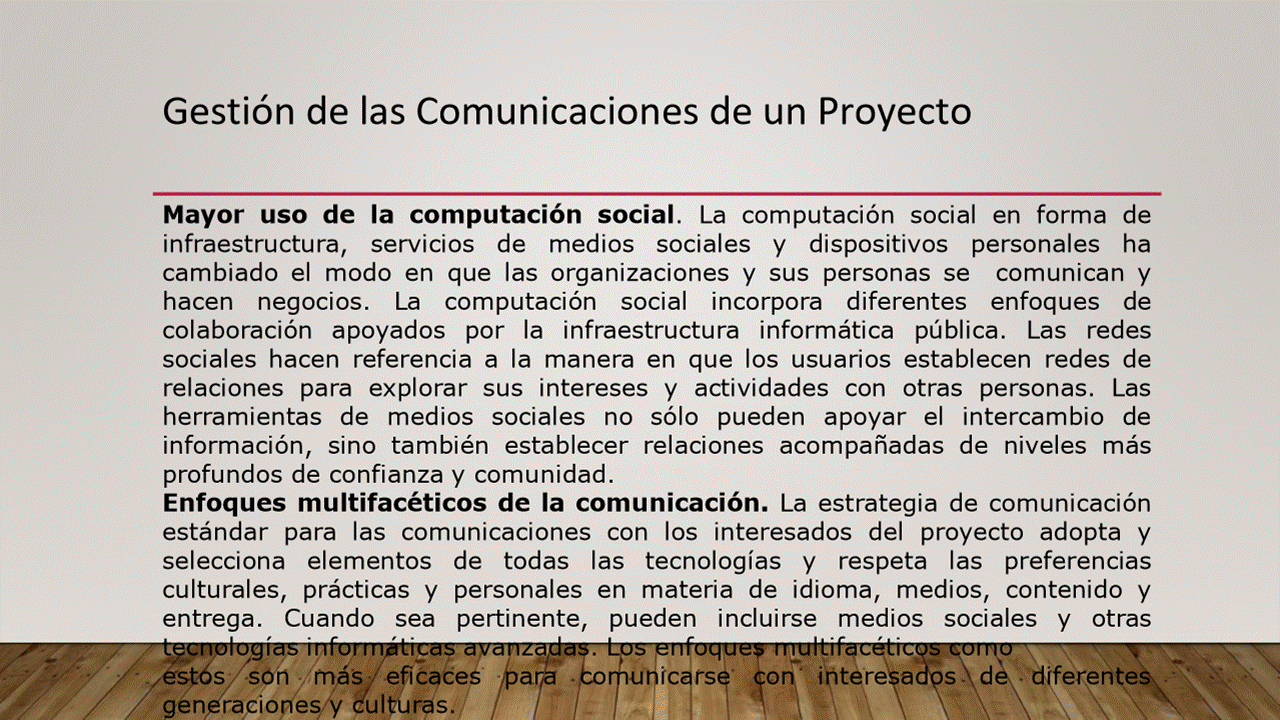 Gestión de las Comunicaciones de un Proyecto
Mayor uso de la computación social. La computación social en forma de
infraestructura, servicios de medios sociales y dispositivos personales ha
cambiado el modo en que las organizaciones y sus personas se comunican y
hacen negocios. La computación social incorpora diferentes enfoques de
colaboración apoyados por la infraestructura informática pública. Las redes
sociales hacen referencia a la manera en que los usuarios establecen redes de
relaciones para explorar sus intereses y actividades con otras personas. Las
herramientas de medios sociales no sólo pueden apoyar el intercambio de
información, sino también establecer relaciones acompañadas de niveles más
profundos de confianza y comunidad.
Enfoques multifacéticos de la comunicación. La estrategia de comunicación
estándar para las comunicaciones con los interesados del proyecto adopta y
selecciona elementos de todas las tecnologías y respeta las preferencias
culturales, prácticas y personales en materia de idioma, medios, contenido y
entrega. Cuando sea pertinente, pueden incluirse medios sociales y otras
tecnologías informáticas avanzadas. Los enfoques multifacéticos como
estos son más eficaces para comunicarse con interesados de diferentes
generaciones y culturas.